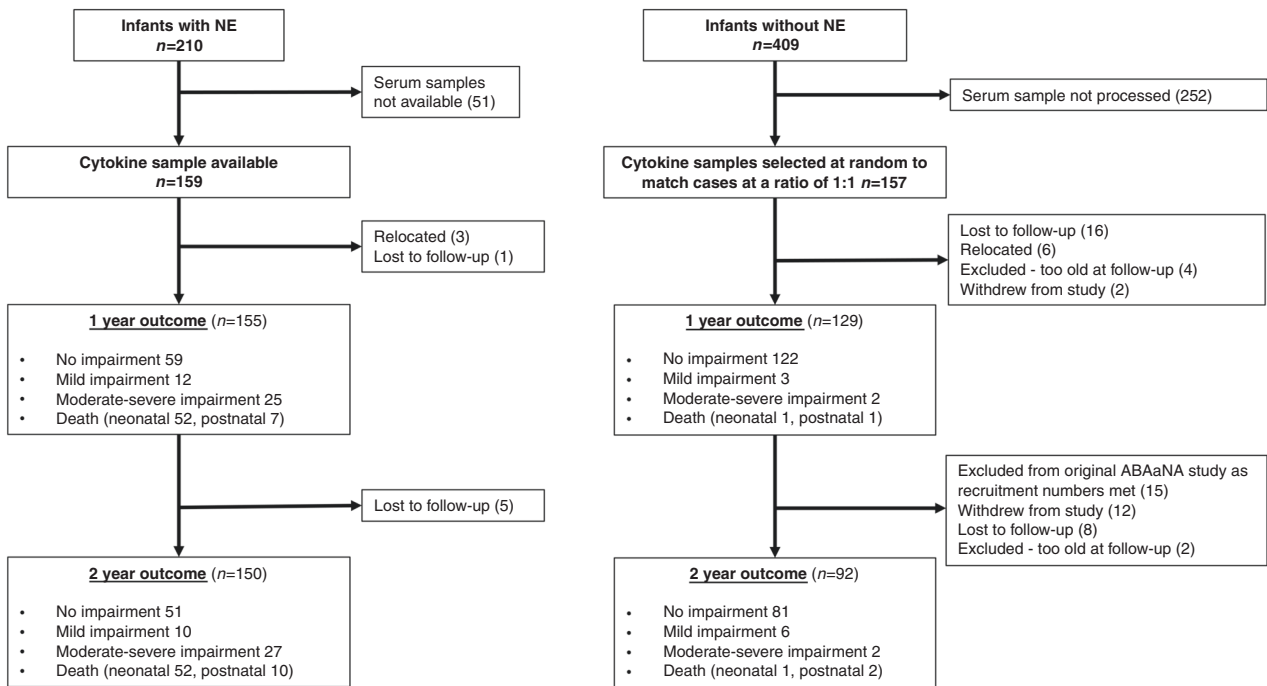 Infants with NE
n=210
Serum samples
not available (51)
Cytokine sample available
n=159
Relocated (3)
Lost to follow-up (1)
1 year outcome (n=155)
• No impairment 59
• Mild impairment 12
• Moderate-severe impairment 25
• Death (neonatal 52, postnatal 7)
Lost to follow-up (5)
2 year outcome (n=150)
• No impairment 51
• Mild impairment 10
• Moderate-severe impairment 27
• Death (neonatal 52, postnatal 10)
Infants without NE
n=409
Serum sample not processed (252)
Cytokine samples selected at random to
match cases at a ratio of 1:1 n=157
Lost to follow-up (16)
Relocated (6)
Excluded - too old at follow-up (4)
Withdrew from study (2)
1 year outcome (n=129)
• No impairment 122
• Mild impairment 3
• Moderate-severe impairment 2
• Death (neonatal 1, postnatal 1)
Excluded from original ABAaNA study as
recruitment numbers met (15)
Withdrew from study (12)
Lost to follow-up (8)
Excluded - too old at follow-up (2)
2 year outcome (n=92)
• No impairment 81
• Mild impairment 6
• Moderate-severe impairment 2
• Death (neonatal 1, postnatal 2)